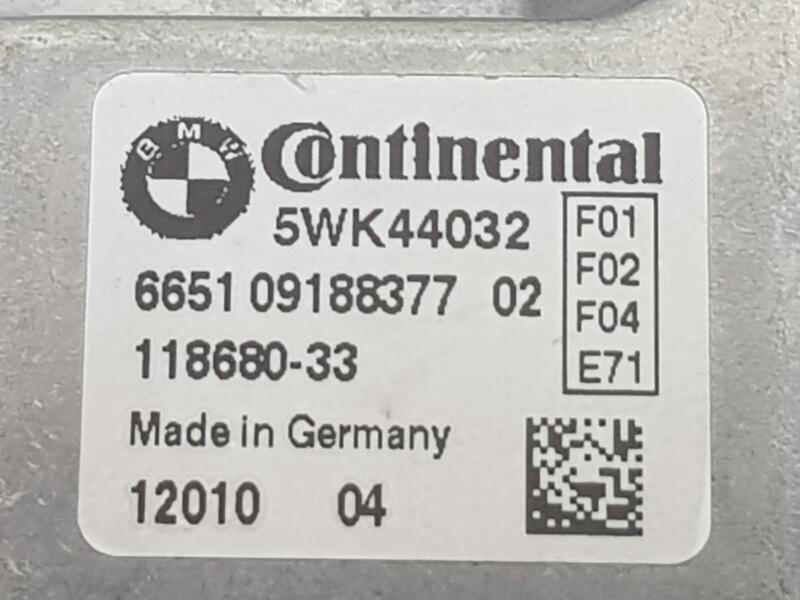 BMW
Continental
5WK44032
6651 09188377 02
118680-33
F01
F02
F04
E71
Made in Germany
12010 04